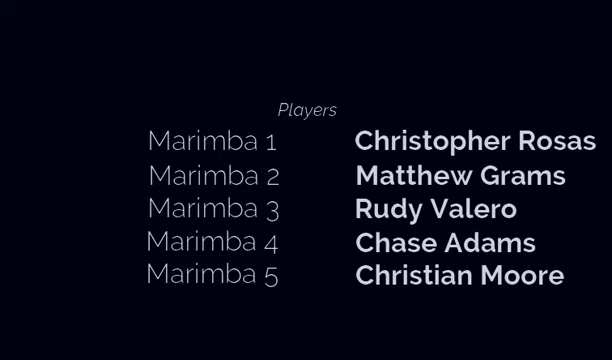 Players
Marimba 1 Christopher Rosas
Marimba 2 Matthew Grams
Marimba 3 Rudy Valero
Marimba 4 Chase Adams
Marimba 5 Christian Moore